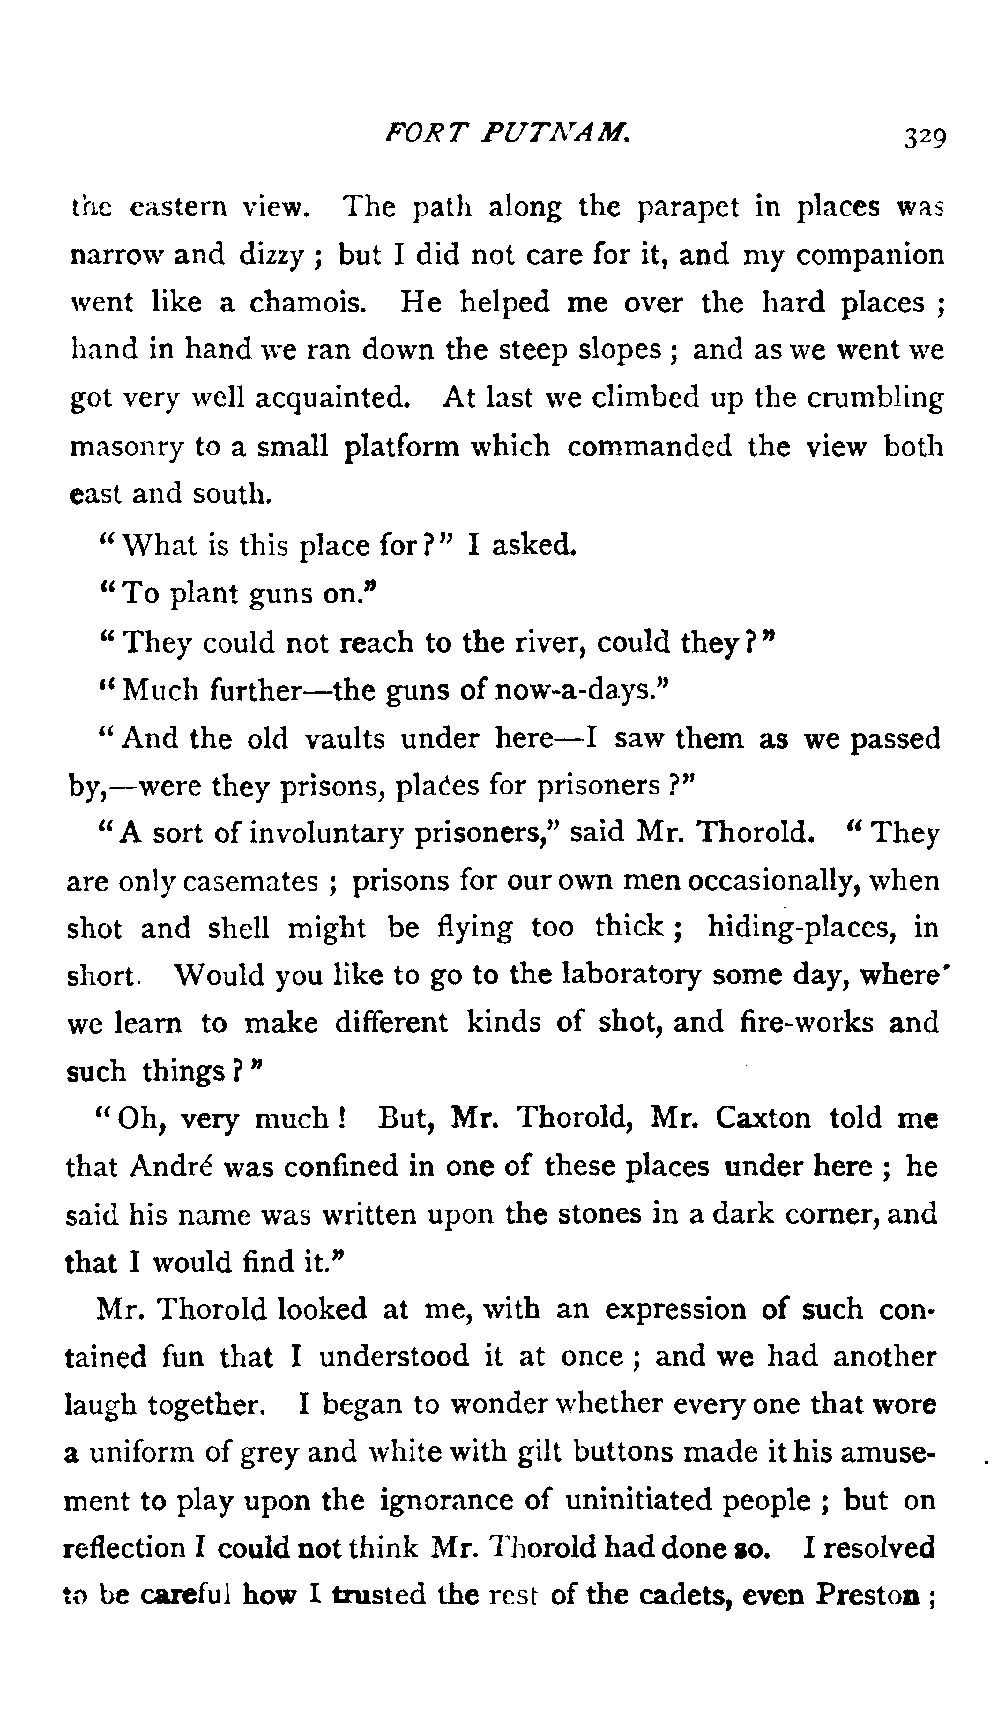 FORT PUTNAM. 329
the eastern view. The path along the parapet in places was
narrow and dizzy ; but I did not care for it, and my companion
went like a chamois. He helped me over the hard places ;
hand in hand we ran down the steep slopes ; and as we went we
got very well acquainted. At last we climbed up the crumbling
masonry to a small platform which commanded the view both
east and south.
“ What is this place for ?” I asked.
“ To plant guns on.”
“ They could not reach to the river, could they ? ”
“ Much further—the guns of now-a-days.”
“ And the old vaults under here—I saw them as we passed
by,—were they prisons, places for prisoners ?”
“ A sort of involuntary prisoners,” said Mr. Thorold. “ They
are only casemates ; prisons for our own men occasionally, when
shot and shell might be flying too thick ; hiding-places, in
short. Would you like to go to the laboratory some day, where
we learn to make different kinds of shot, and fire-works and
such things ? ”
“ Oh, very much ! But, Mr. Thorold, Mr. Caxton told me
that André was confined in one of these places under here ; he
said his name was written upon the stones in a dark corner, and
that I would find it.”
Mr. Thorold looked at me, with an expression of such con-
tained fun that I understood it at once ; and we had another
laugh together. I began to wonder whether every one that wore
a uniform of grey and white with gilt buttons made it his amuse-
ment to play upon the ignorance of uninitiated people ; but on
reflection I could not think Mr. Thorold had done so. I resolved
to be careful how I trusted the rest of the cadets, even Preston ;